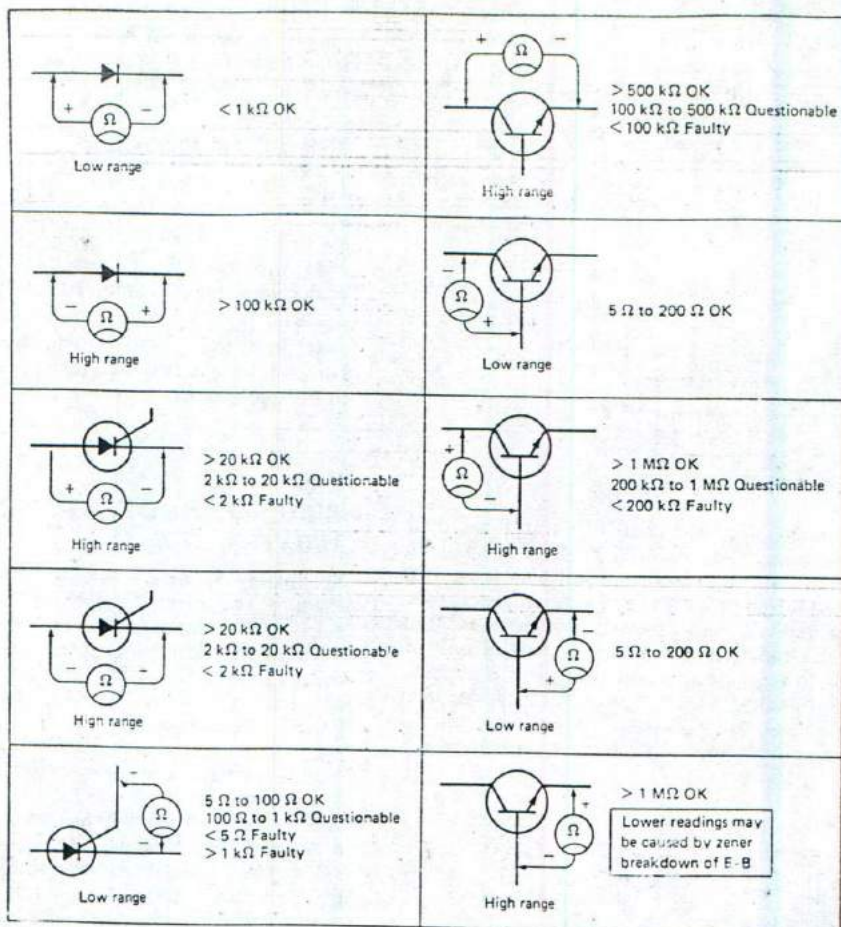 + Ω −
< 1 kΩ OK
Low range
+ Ω −
> 500 kΩ OK
100 kΩ to 500 kΩ Questionable
< 100 kΩ Faulty
High range
− Ω +
> 100 kΩ OK
High range
− Ω +
5 Ω to 200 Ω OK
Low range
+ Ω −
> 20 kΩ OK
2 kΩ to 20 kΩ Questionable
< 2 kΩ Faulty
High range
+ Ω −
> 1 MΩ OK
200 kΩ to 1 MΩ Questionable
< 200 kΩ Faulty
High range
− Ω
> 20 kΩ OK
2 kΩ to 20 kΩ Questionable
< 2 kΩ Faulty
High range
− Ω +
5 Ω to 200 Ω OK
Low range
Ω
5 Ω to 100 Ω OK
100 Ω to 1 kΩ Questionable
< 5 Ω Faulty
> 1 kΩ Faulty
Low range
+ Ω −
> 1 MΩ OK
Lower readings may
be caused by zener
breakdown of E-B
High range